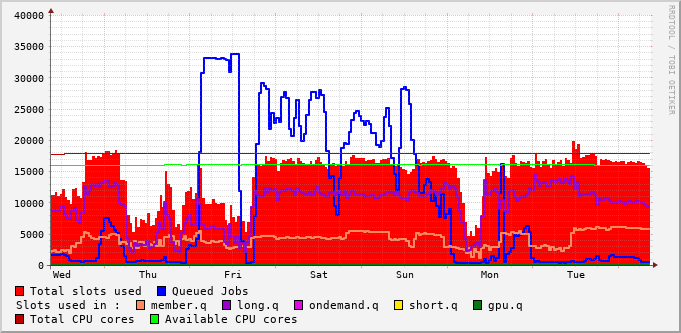 40000
35000
30000
25000
20000
15000
10000
5000
0
Wed Thu Fri Sat Sun Mon Tue
RRDTOOL / TOBI OETIKER
Total slots used Queued Jobs
Slots used in : member.q long.q ondemand.q short.q gpu.q
Total CPU cores Available CPU cores